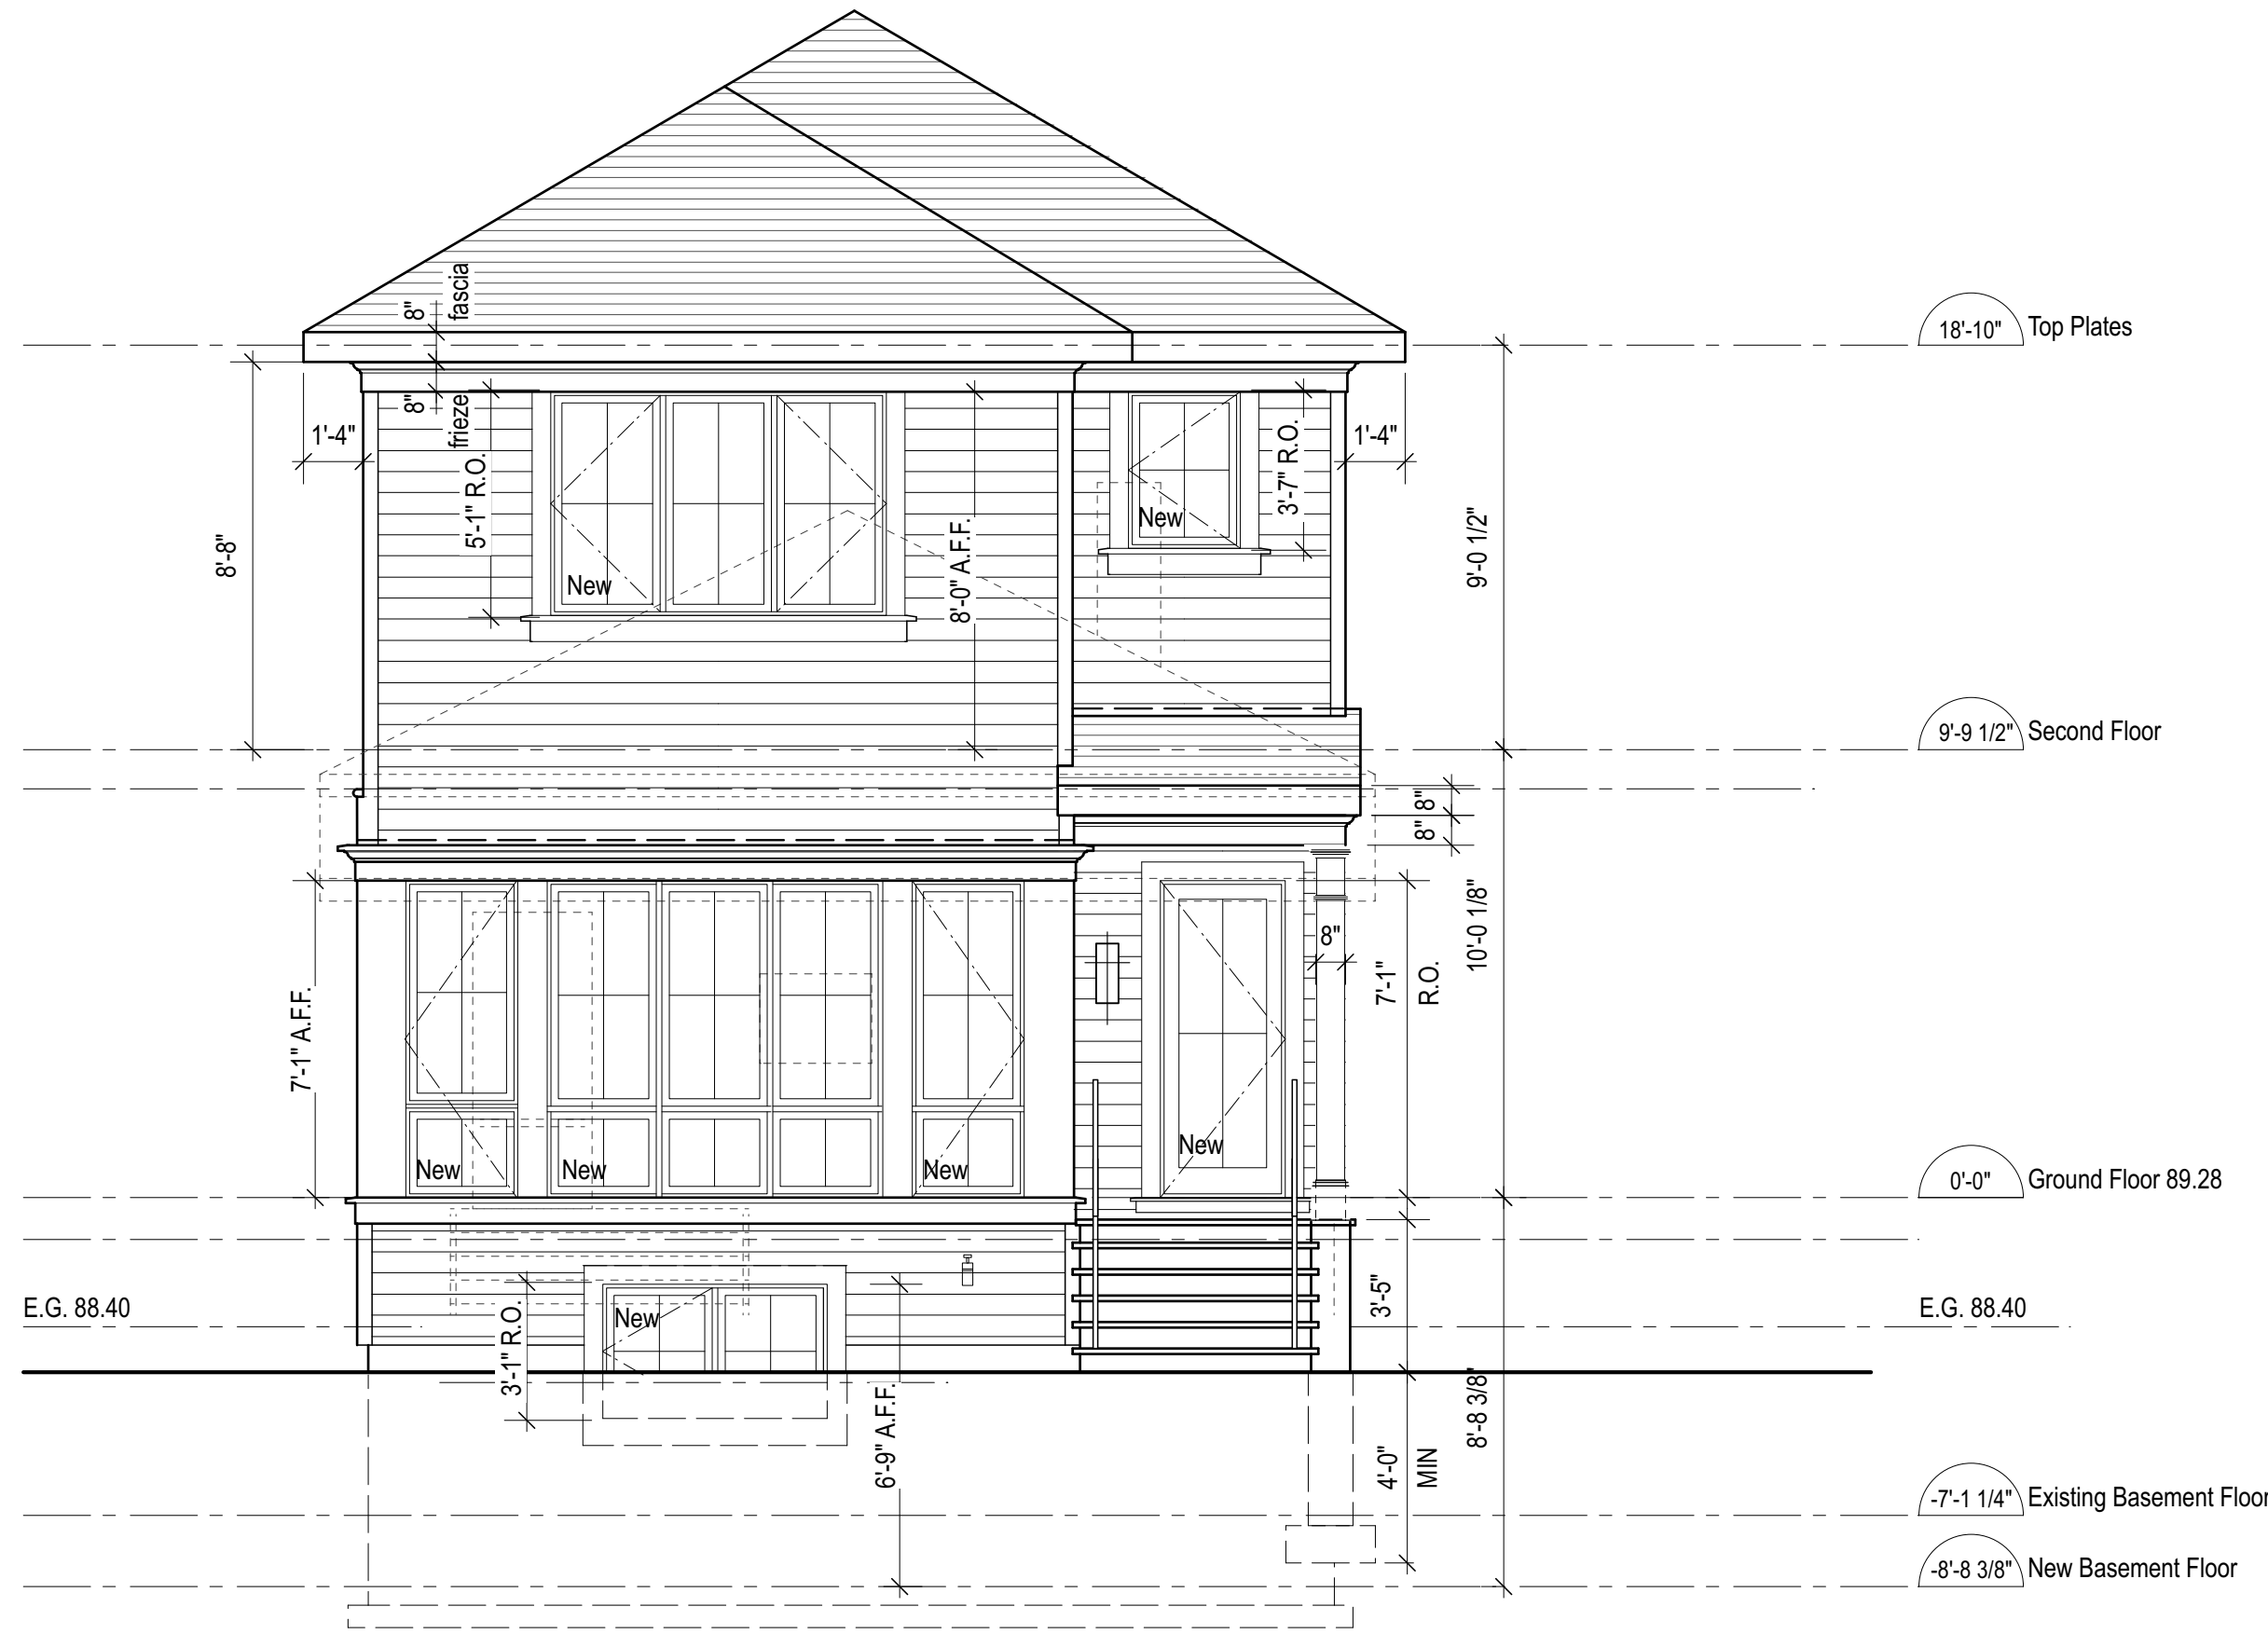 8"
fascia
18'-10" Top Plates
8"
frieze
1'-4"
1'-4"
5'-1" R.O.
3'-7" R.O.
New
8'-8"
New
8'-0" A.F.F.
9'-0 1/2"
9'-9 1/2" Second Floor
8"
8"
8"
7'-1"
R.O.
10'-0 1/8"
7'-1" A.F.F.
New
New
New
New
0'-0" Ground Floor 89.28
E.G. 88.40
New
3'-1" R.O.
3'-5"
E.G. 88.40
6'-9" A.F.F.
4'-0"
MIN
8'-8 3/8"
-7'-1 1/4" Existing Basement Floor
-8'-8 3/8" New Basement Floor